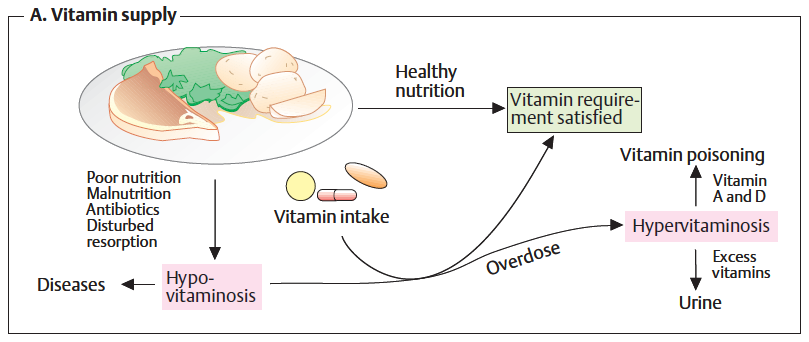 A. Vitamin supply
Healthy
nutrition
Vitamin require-
ment satisfied
Poor nutrition
Malnutrition
Antibiotics
Disturbed
resorption
Vitamin intake
Vitamin poisoning
Vitamin
A and D
Hypervitaminosis
Overdose
Excess
vitamins
Urine
Diseases
Hypo-
vitaminosis